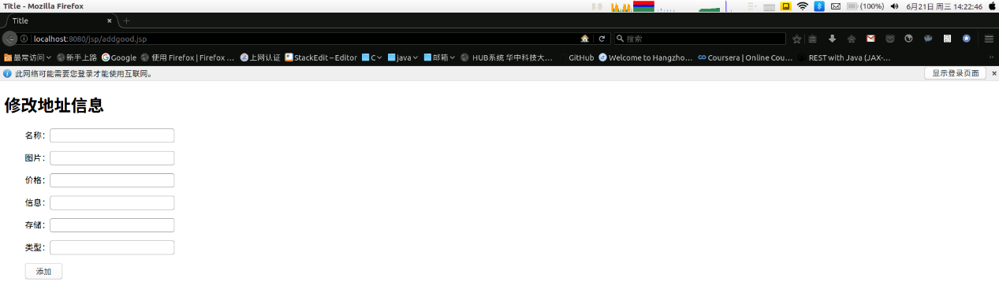 Title - Mozilla Firefox
(100%) 6月21日 周三 14:22:46
Title
localhost:8080/jsp/addgood.jsp 搜索
最常访问 新手上路 Google 使用 Firefox | Firefox … 上网认证 StackEdit – Editor C java 邮箱 HUB系统 华中科技大… GitHub Welcome to Hangzho… Coursera | Online Cou… REST with Java (JAX-…
此网络可能需要您登录才能使用互联网。 显示登录页面
修改地址信息
名称:
图片:
价格:
信息:
存储:
类型:
添加